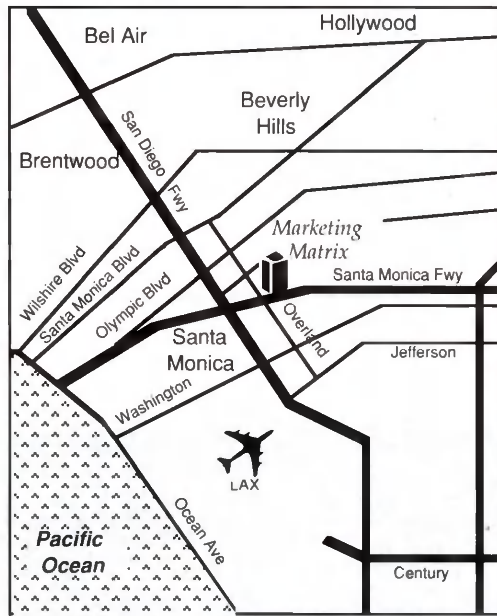 Hollywood
Bel Air
Beverly
Hills
San Diego Fwy
Brentwood
Marketing
Matrix
Wilshire Blvd
Santa Monica Blvd
Olympic Blvd
Santa Monica Fwy
Santa
Monica
Overland
Jefferson
Washington
LAX
Ocean Ave
Pacific
Ocean
Century